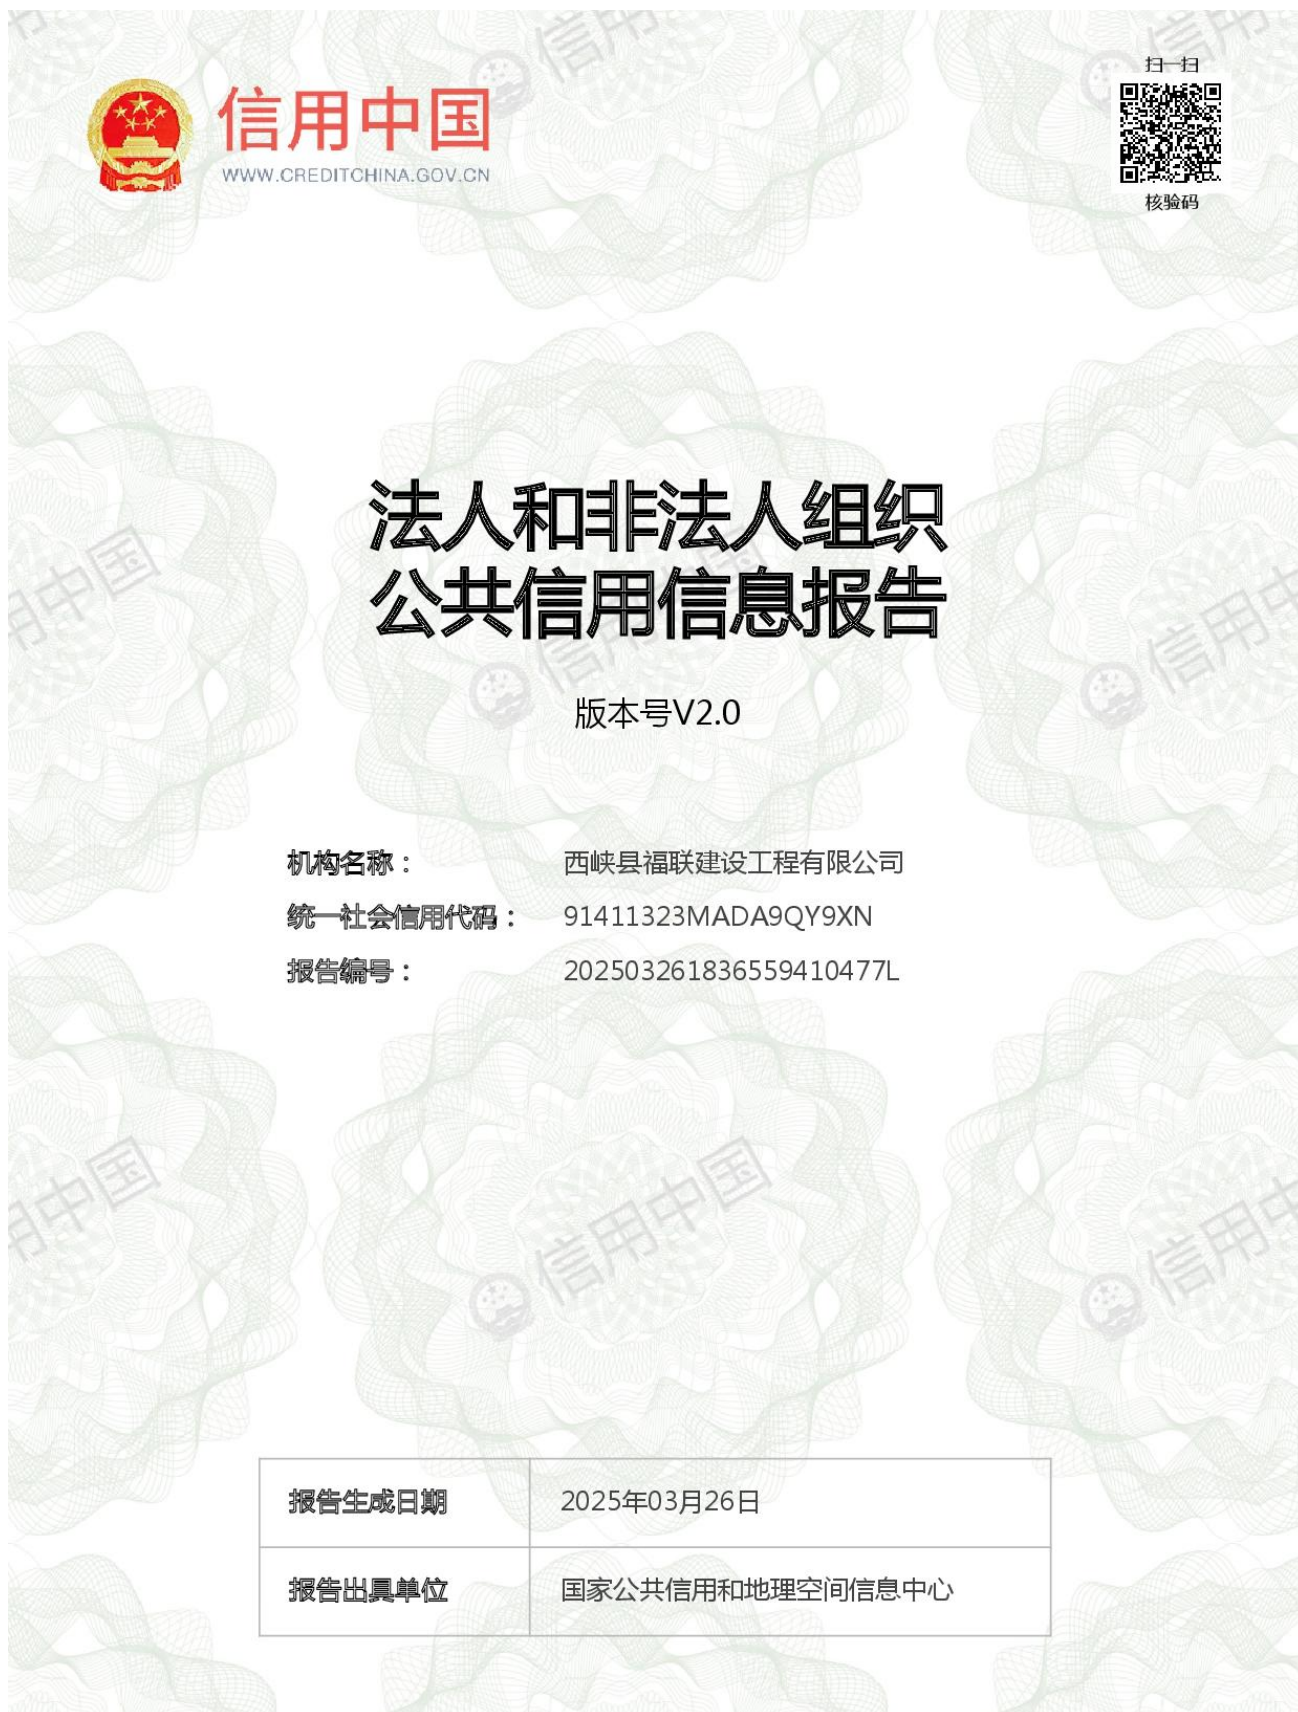 扫一扫
信用中国
WWW.CREDITCHINA.GOV.CN
核验码
法人和非法人组织
公共信用信息报告
版本号V2.0
机构名称： 西峡县福联建设工程有限公司
统一社会信用代码： 91411323MADA9QY9XN
报告编号： 202503261836559410477L
报告生成日期 2025年03月26日
报告出具单位 国家公共信用和地理空间信息中心